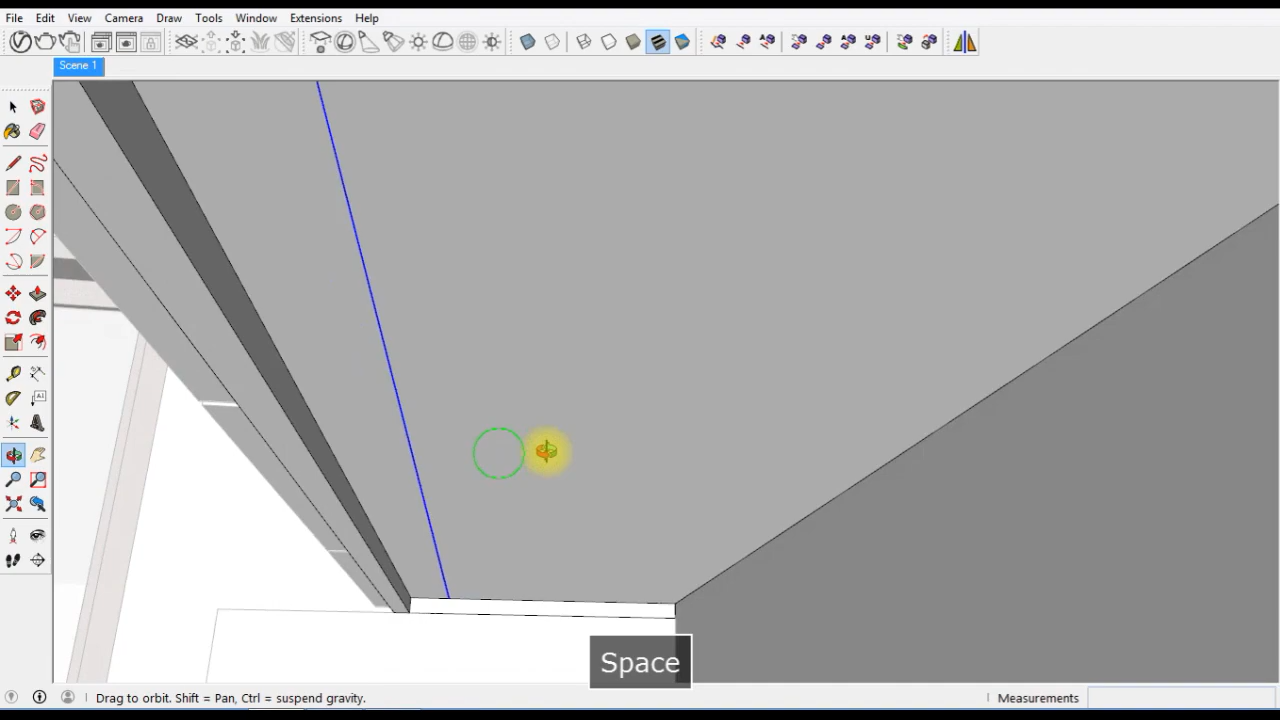 File Edit View Camera Draw Tools Window Extensions Help
Scene 1
Space
Drag to orbit. Shift = Pan, Ctrl = suspend gravity.
Measurements